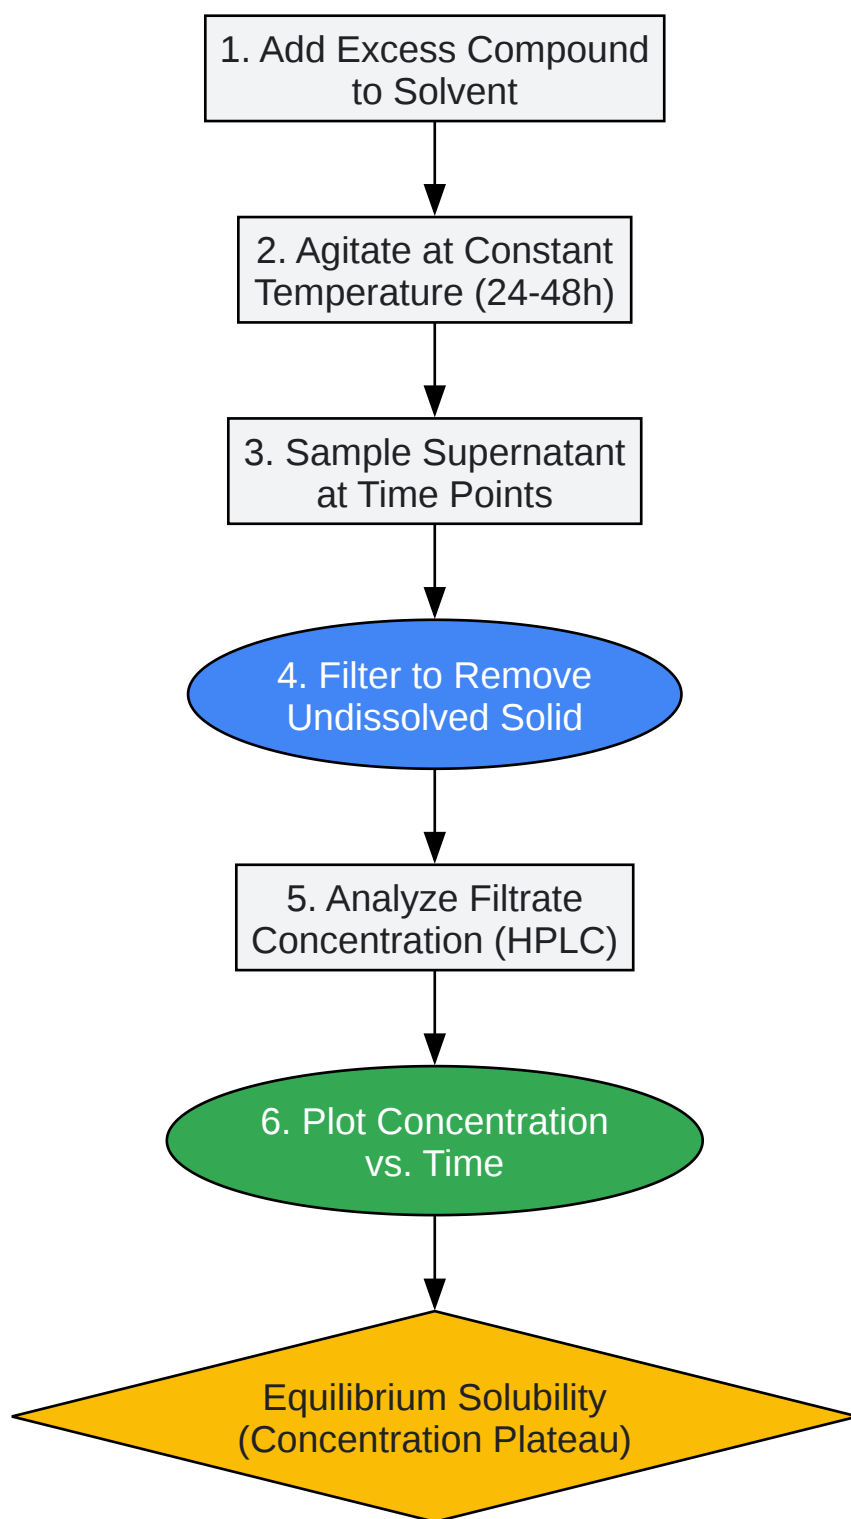 1. Add Excess Compound
to Solvent
2. Agitate at Constant
Temperature (24-48h)
3. Sample Supernatant
at Time Points
4. Filter to Remove
Undissolved Solid
5. Analyze Filtrate
Concentration (HPLC)
6. Plot Concentration
vs. Time
Equilibrium Solubility
(Concentration Plateau)